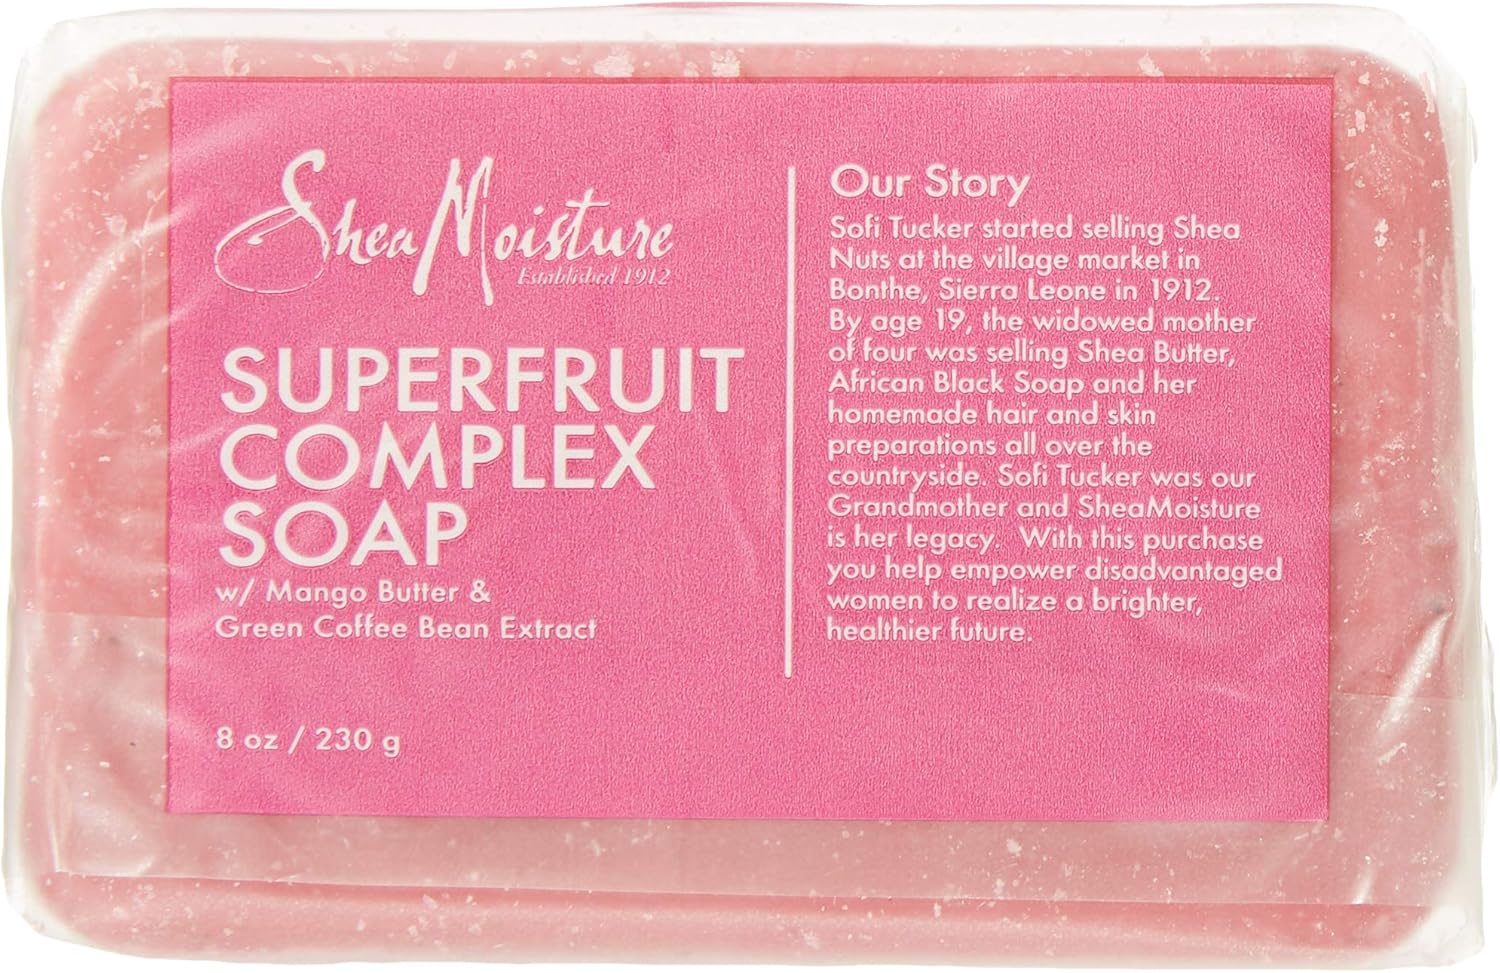 SheaMoisture
Established 1912
SUPERFRUIT
COMPLEX
SOAP
w/ Mango Butter &
Green Coffee Bean Extract
8 oz / 230 g
Our Story
Sofi Tucker started selling Shea
Nuts at the village market in
Bonthe, Sierra Leone in 1912.
By age 19, the widowed mother
of four was selling Shea Butter,
African Black Soap and her
homemade hair and skin
preparations all over the
countryside. Sofi Tucker was our
Grandmother and SheaMoisture
is her legacy. With this purchase
you help empower disadvantaged
women to realize a brighter,
healthier future.